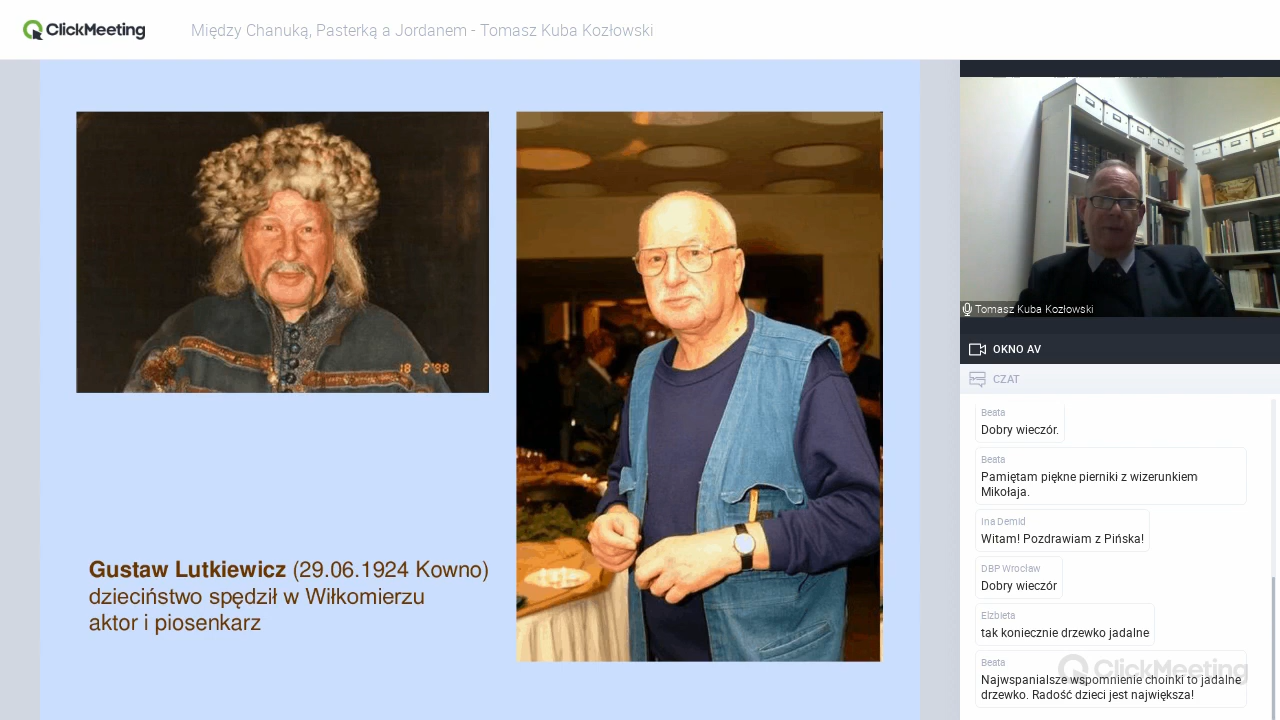 ClickMeeting
Między Chanuką, Pasterką a Jordanem - Tomasz Kuba Kozłowski
18 2'98
Gustaw Lutkiewicz (29.06.1924 Kowno)
dzieciństwo spędził w Wiłkomierzu
aktor i piosenkarz
Tomasz Kuba Kozłowski
OKNO AV
CZAT
Beata
Dobry wieczór.
Beata
Pamiętam piękne pierniki z wizerunkiem
Mikołaja.
Ina Demid
Witam! Pozdrawiam z Pińska!
DBP Wrocław
Dobry wieczór
Elżbieta
tak koniecznie drzewko jadalne
Beata
Najwspanialsze wspomnienie choinki to jadalne
drzewko. Radość dzieci jest największa!
ClickMeeting